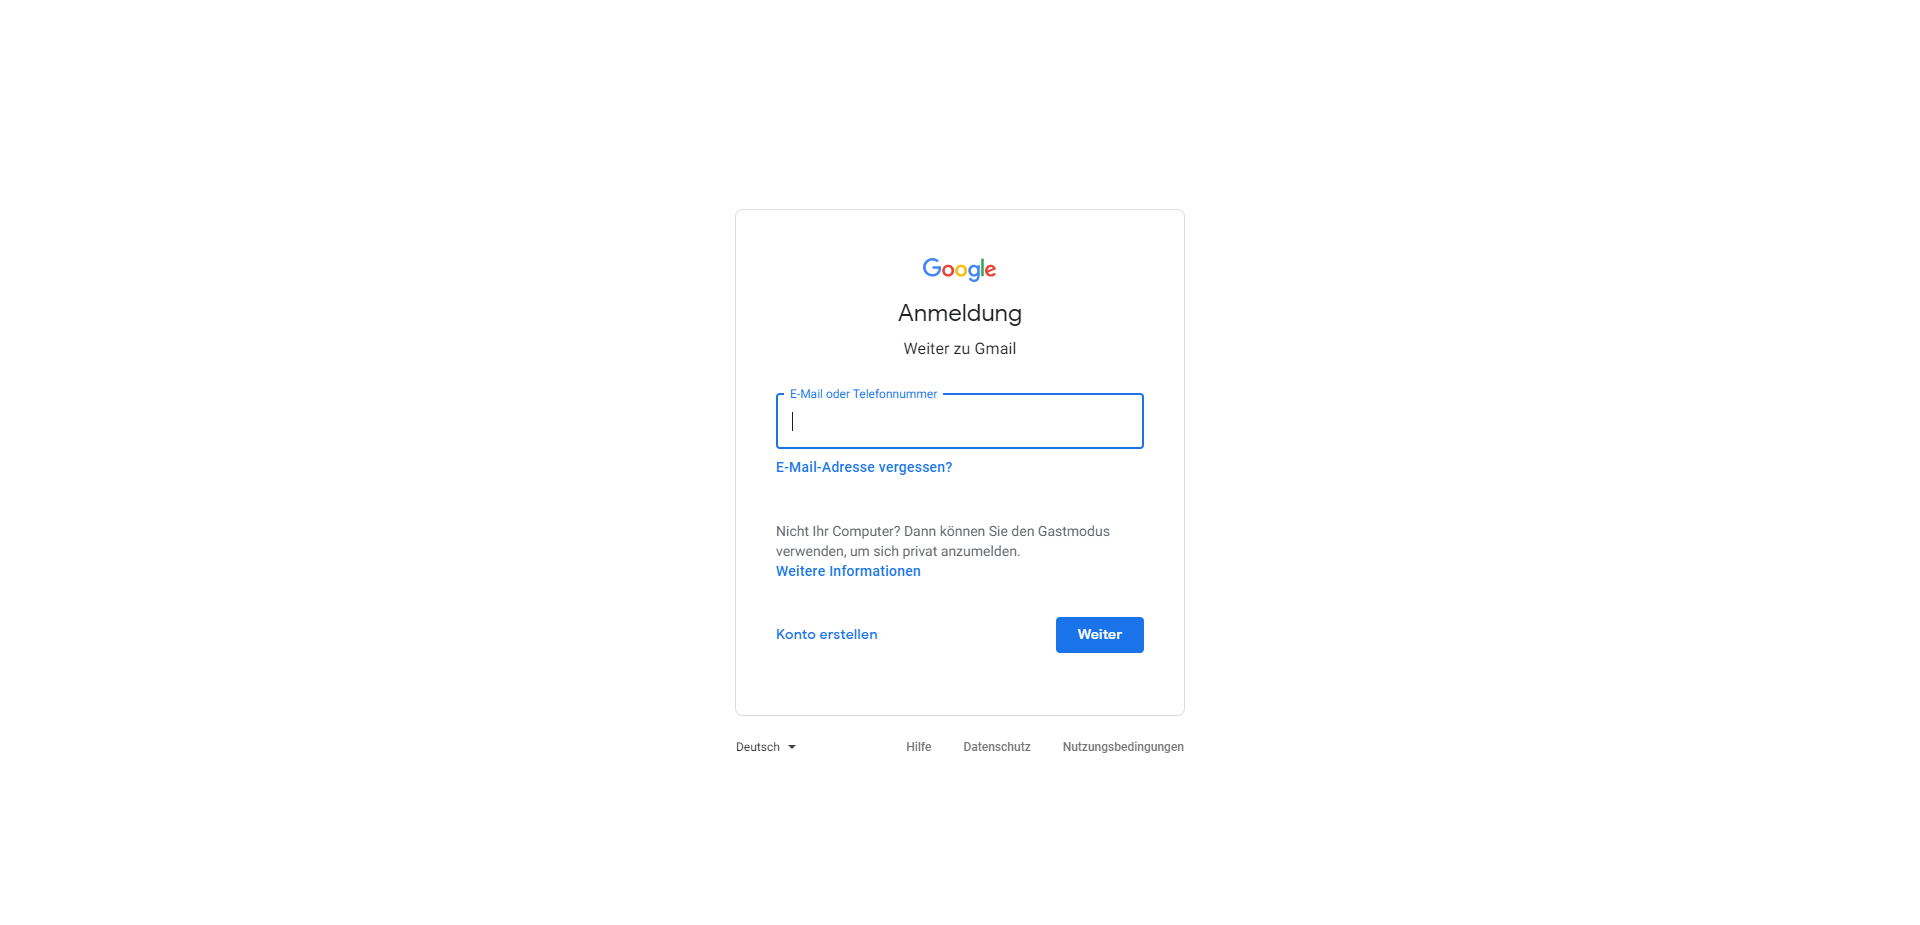 Google
Anmeldung
Weiter zu Gmail
E-Mail oder Telefonnummer
E-Mail-Adresse vergessen?
Nicht Ihr Computer? Dann können Sie den Gastmodus
verwenden, um sich privat anzumelden.
Weitere Informationen
Konto erstellen
Weiter
Deutsch
Hilfe
Datenschutz
Nutzungsbedingungen